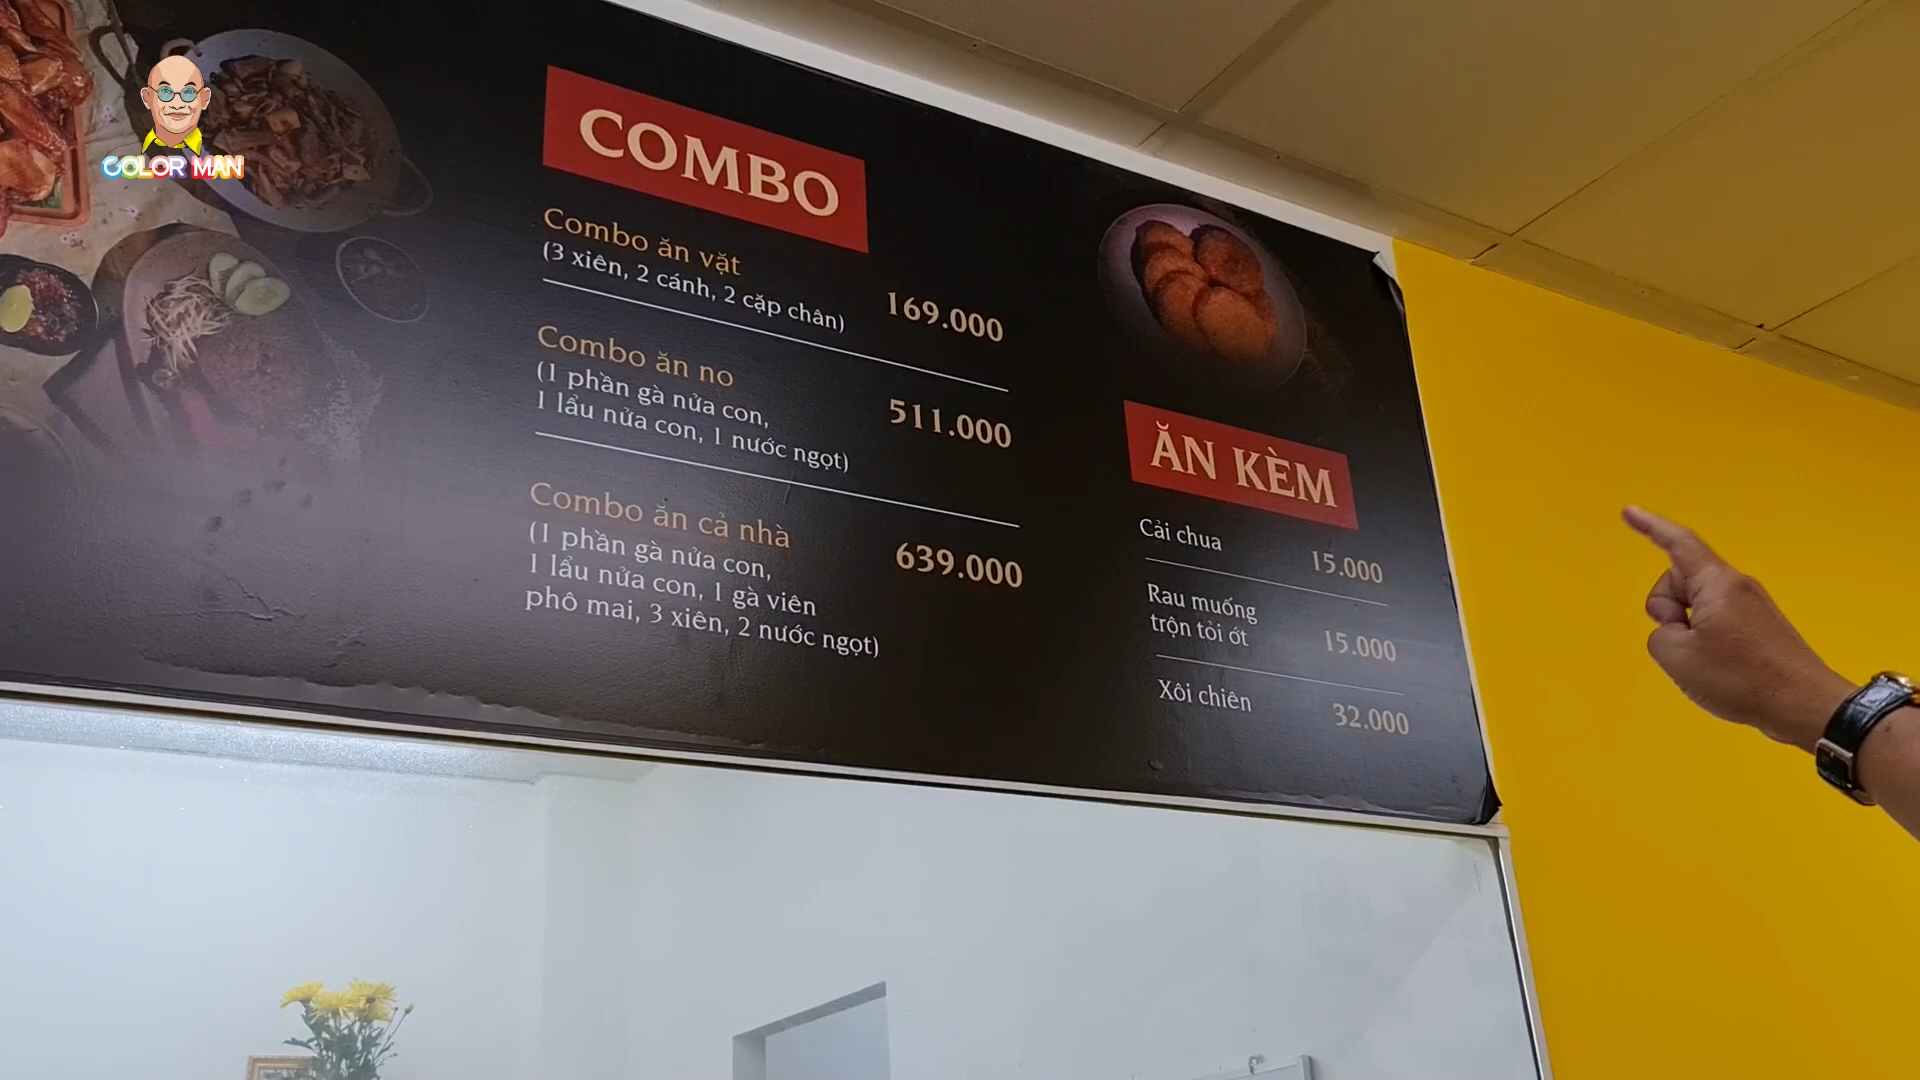 COLOR MAN
COMBO
Combo ăn vặt
(3 xiên, 2 cánh, 2 cặp chân)
169.000
Combo ăn no
(1 phần gà nửa con,
1 lẩu nửa con, 1 nước ngọt)
511.000
Combo ăn cả nhà
(1 phần gà nửa con,
1 lẩu nửa con, 1 gà viên
phô mai, 3 xiên, 2 nước ngọt)
639.000
ĂN KÈM
Cải chua
15.000
Rau muống
trộn tỏi ớt
15.000
Xôi chiên
32.000